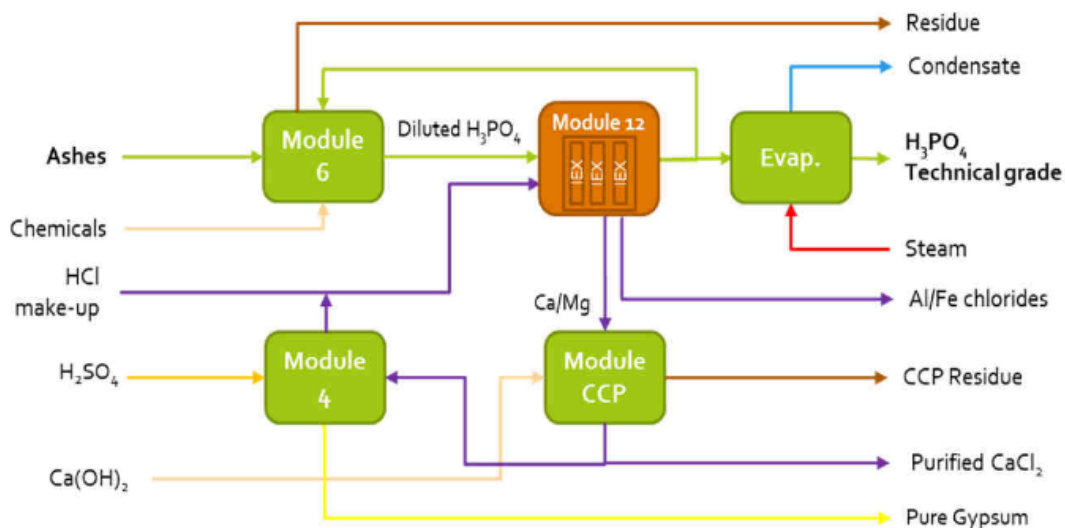 Residue
Condensate
Module 6
Diluted H₃PO₄
Module 12
IEX IEX IEX
Evap.
Ashes
H₃PO₄
Technical grade
Chemicals
HCl
make-up
Steam
Ca/Mg
Al/Fe chlorides
H₂SO₄
Module
4
Module
CCP
CCP Residue
Ca(OH)₂
Purified CaCl₂
Pure Gypsum